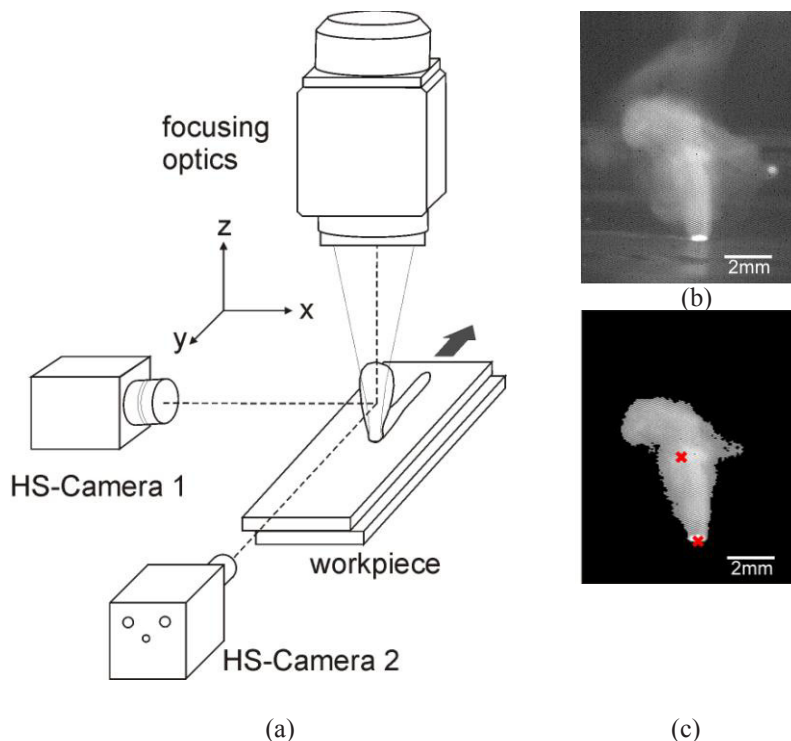 focusing
optics
z
x
y
HS-Camera 1
workpiece
HS-Camera 2
(a)
2mm
(b)
2mm
(c)